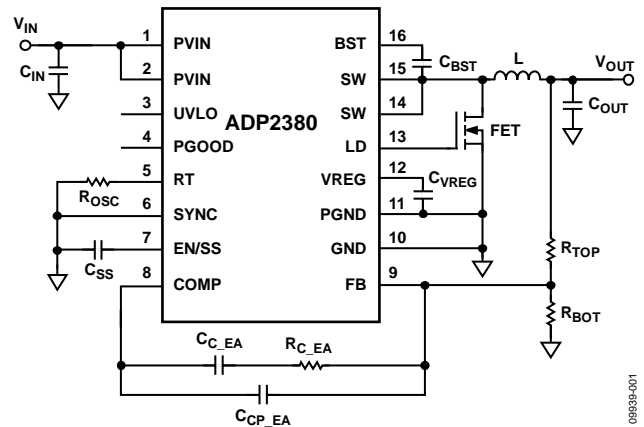 VIN
CIN
1 PVIN
2 PVIN
3 UVLO
4 PGOOD
5 RT
ROSC
6 SYNC
7 EN/SS
CSS
8 COMP
ADP2380
BST 16
CBST
SW 15
SW 14
LD 13
VREG 12
CVREG
PGND 11
GND 10
FB 9
L
VOUT
COUT
FET
RTOP
RBOT
CC_EA
RC_EA
CCP_EA
09939-001